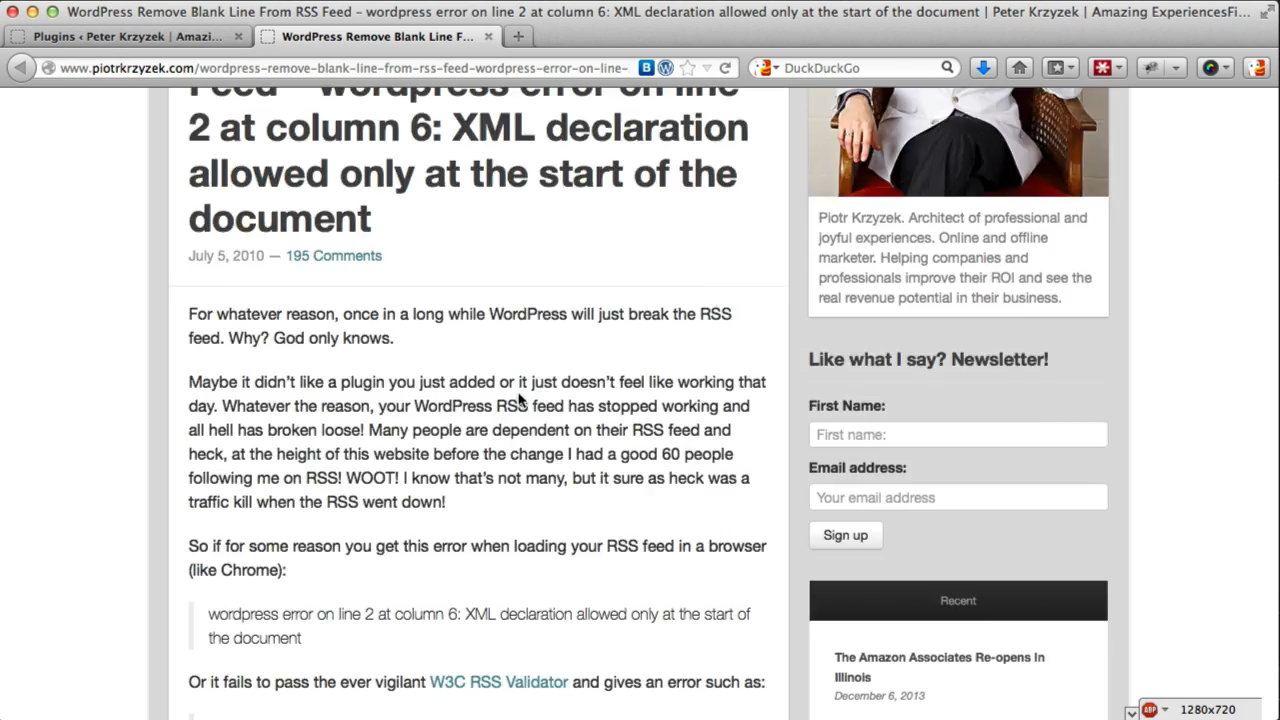 WordPress Remove Blank Line From RSS Feed – wordpress error on line 2 at column 6: XML declaration allowed only at the start of the document | Peter Krzyzek | Amazing ExperiencesFi...
Plugins ‹ Peter Krzyzek | Amazi...
WordPress Remove Blank Line F...
www.piotrkrzyzek.com/wordpress-remove-blank-line-from-rss-feed-wordpress-error-on-line-
DuckDuckGo
Feed – wordpress error on line
2 at column 6: XML declaration
allowed only at the start of the
document
July 5, 2010 — 195 Comments
For whatever reason, once in a long while WordPress will just break the RSS
feed. Why? God only knows.
Maybe it didn't like a plugin you just added or it just doesn't feel like working that
day. Whatever the reason, your WordPress RSS feed has stopped working and
all hell has broken loose! Many people are dependent on their RSS feed and
heck, at the height of this website before the change I had a good 60 people
following me on RSS! WOOT! I know that's not many, but it sure as heck was a
traffic kill when the RSS went down!
So if for some reason you get this error when loading your RSS feed in a browser
(like Chrome):
wordpress error on line 2 at column 6: XML declaration allowed only at the start of
the document
Or it fails to pass the ever vigilant W3C RSS Validator and gives an error such as:
Piotr Krzyzek. Architect of professional and
joyful experiences. Online and offline
marketer. Helping companies and
professionals improve their ROI and see the
real revenue potential in their business.
Like what I say? Newsletter!
First Name:
First name:
Email address:
Your email address
Sign up
Recent
The Amazon Associates Re-opens In
Illinois
December 6, 2013
ABP
1280x720